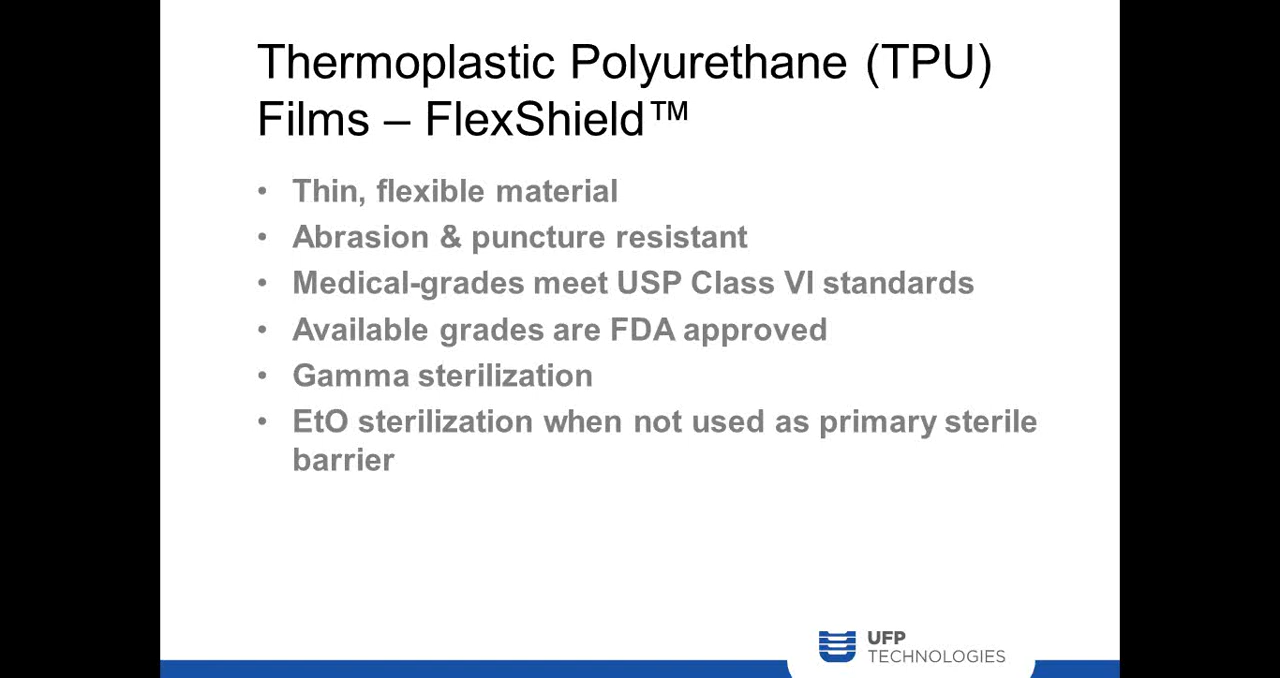 Thermoplastic Polyurethane (TPU)
Films – FlexShield™
• Thin, flexible material
• Abrasion & puncture resistant
• Medical-grades meet USP Class VI standards
• Available grades are FDA approved
• Gamma sterilization
• EtO sterilization when not used as primary sterile
barrier
UFP
TECHNOLOGIES